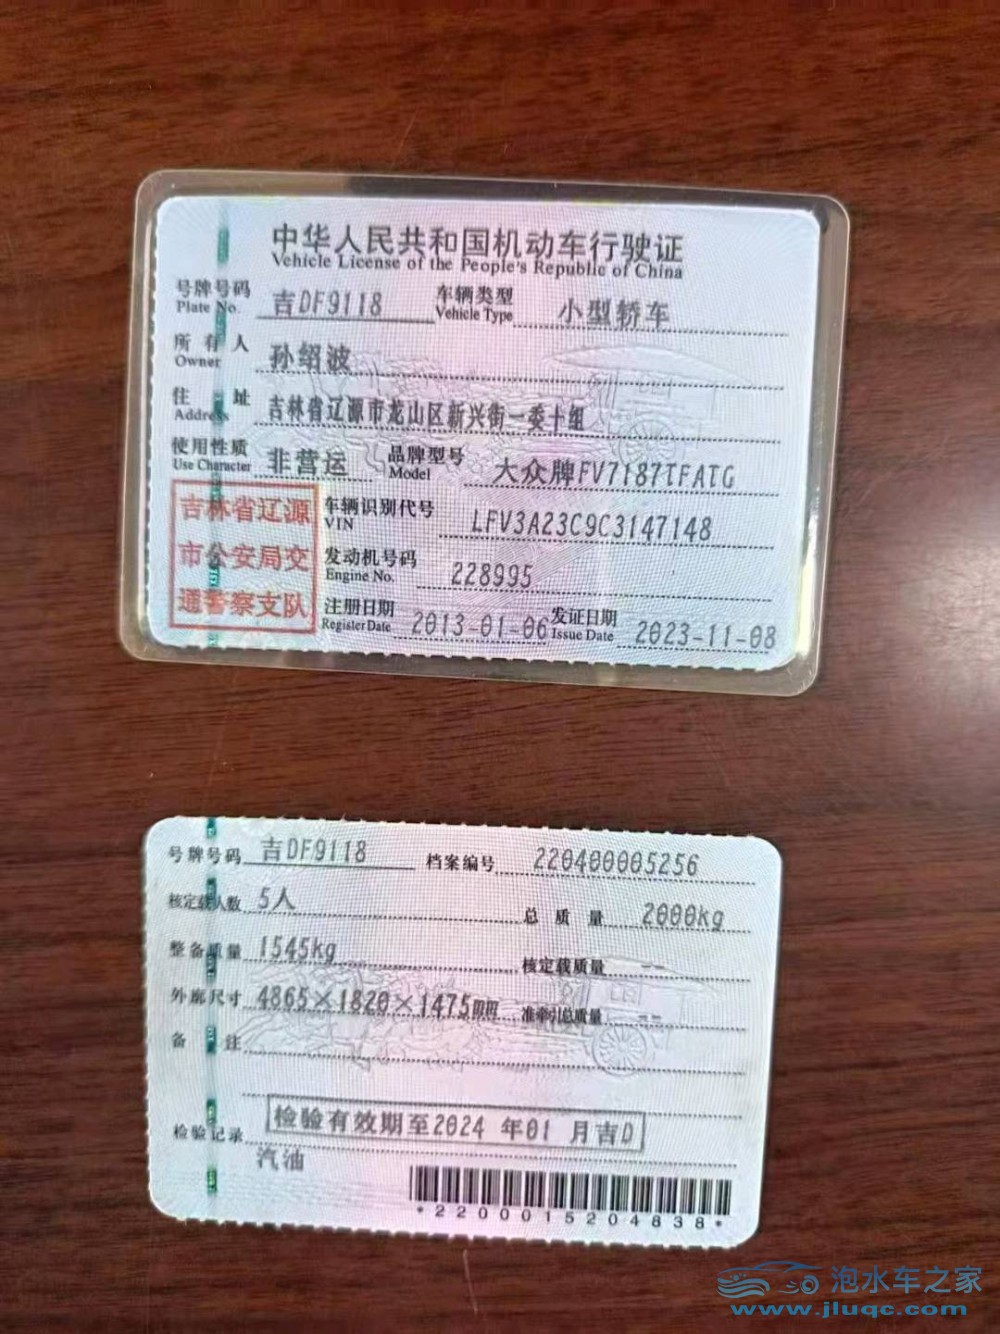 中华人民共和国机动车行驶证
Vehicle License of the People's Republic of China
号牌号码 吉DF9118 车辆类型 小型轿车
Plate No. Vehicle Type
所有人 孙绍波
Owner
住址 吉林省辽源市龙山区新兴街一委十组
Address
使用性质 非营运 品牌型号 大众牌FV7187TFATG
Use Character Model
吉林省辽源
市公安局交
通警察支队
车辆识别代号 LFV3A23C9C3147148
VIN
发动机号码 228995
Engine No.
注册日期 2013-01-06 发证日期 2023-11-08
Register Date Issue Date
号牌号码 吉DF9118 档案编号 220400005256
核定载人数 5人 总质量 2000kg
整备质量 1545kg 核定载质量 --
外廓尺寸 4865×1820×1475mm 准牵引总质量 --
备注
检验记录 检验有效期至2024年01月吉D
汽油
*2200015204838*
泡水车之家
www.jluqc.com